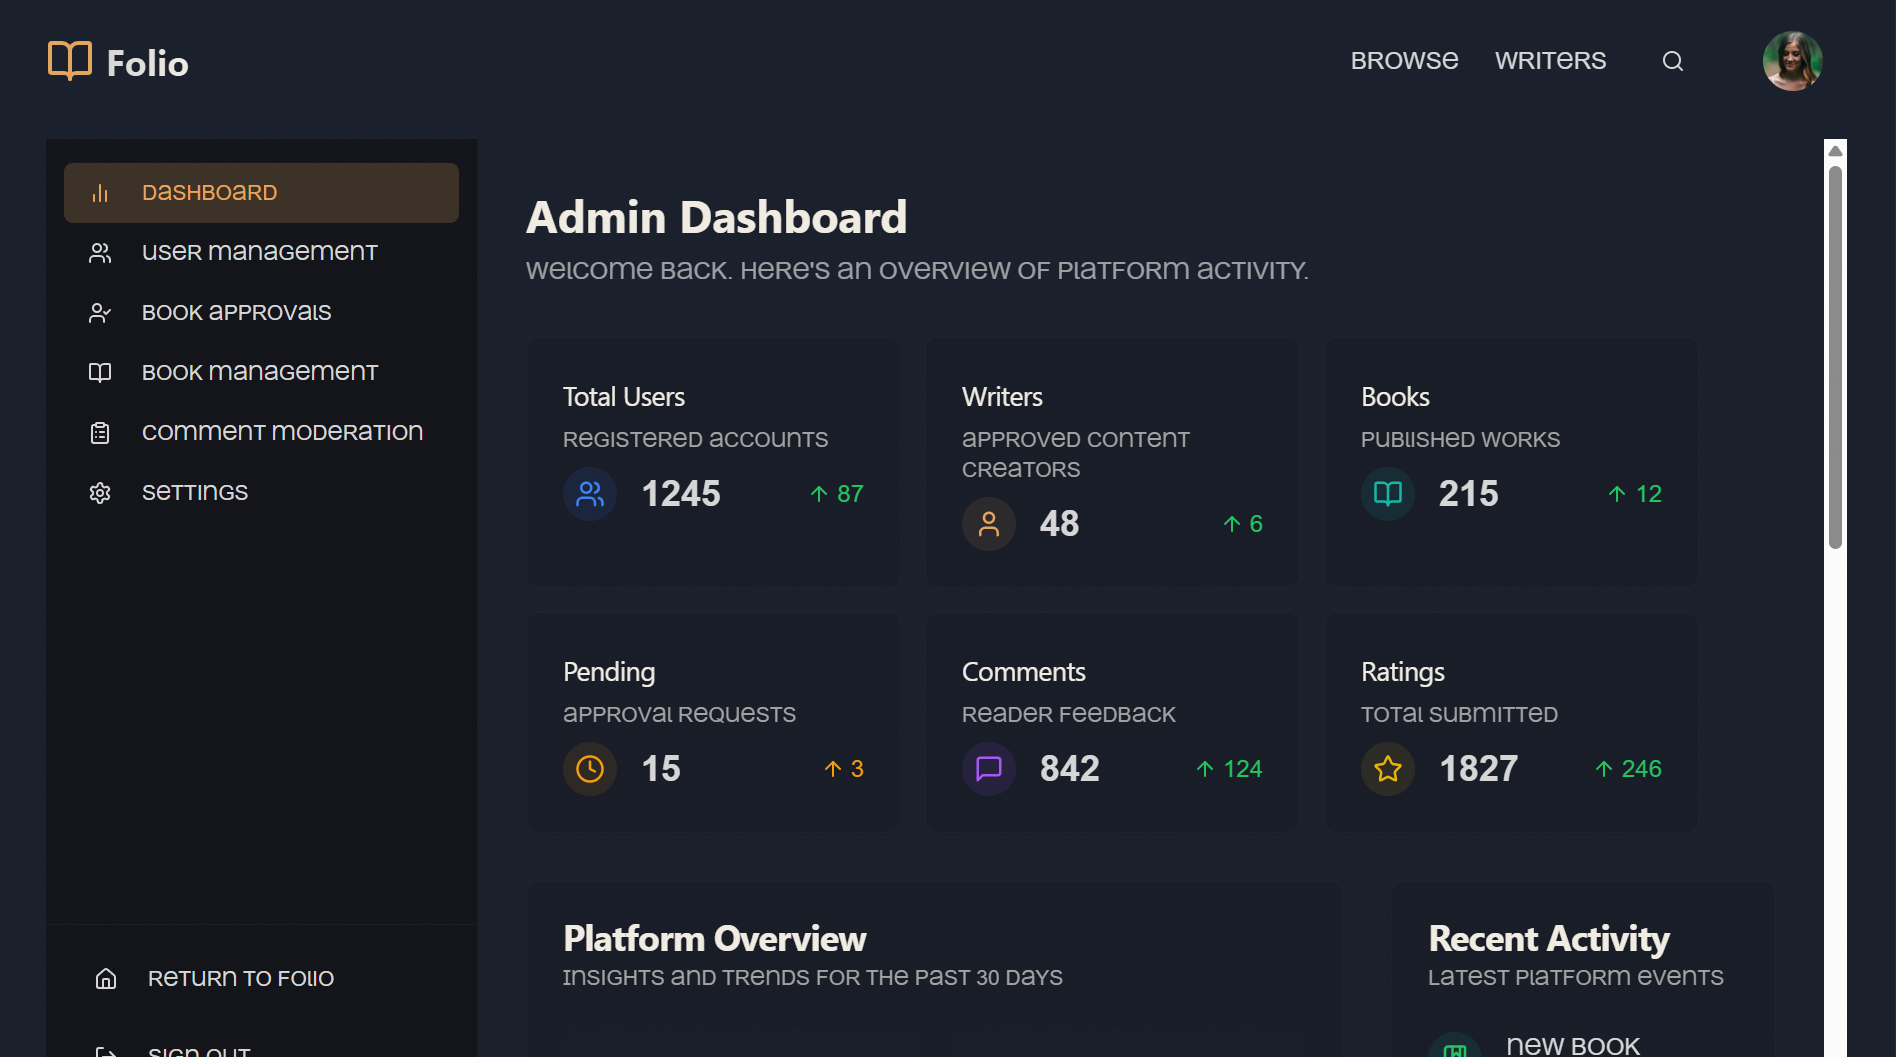 Folio
BROWSE WRITERS
DASHBOARD
USER MANAGEMENT
BOOK APPROVALS
BOOK MANAGEMENT
COMMENT MODERATION
SETTINGS
RETURN TO FOLIO
SIGN OUT
Admin Dashboard
WELCOME BACK. HERE'S AN OVERVIEW OF PLATFORM ACTIVITY.
Total Users
REGISTERED ACCOUNTS
1245 ↑ 87
Writers
APPROVED CONTENT
CREATORS
48 ↑ 6
Books
PUBLISHED WORKS
215 ↑ 12
Pending
APPROVAL REQUESTS
15 ↑ 3
Comments
READER FEEDBACK
842 ↑ 124
Ratings
TOTAL SUBMITTED
1827 ↑ 246
Platform Overview
INSIGHTS AND TRENDS FOR THE PAST 30 DAYS
Recent Activity
LATEST PLATFORM EVENTS
NEW BOOK